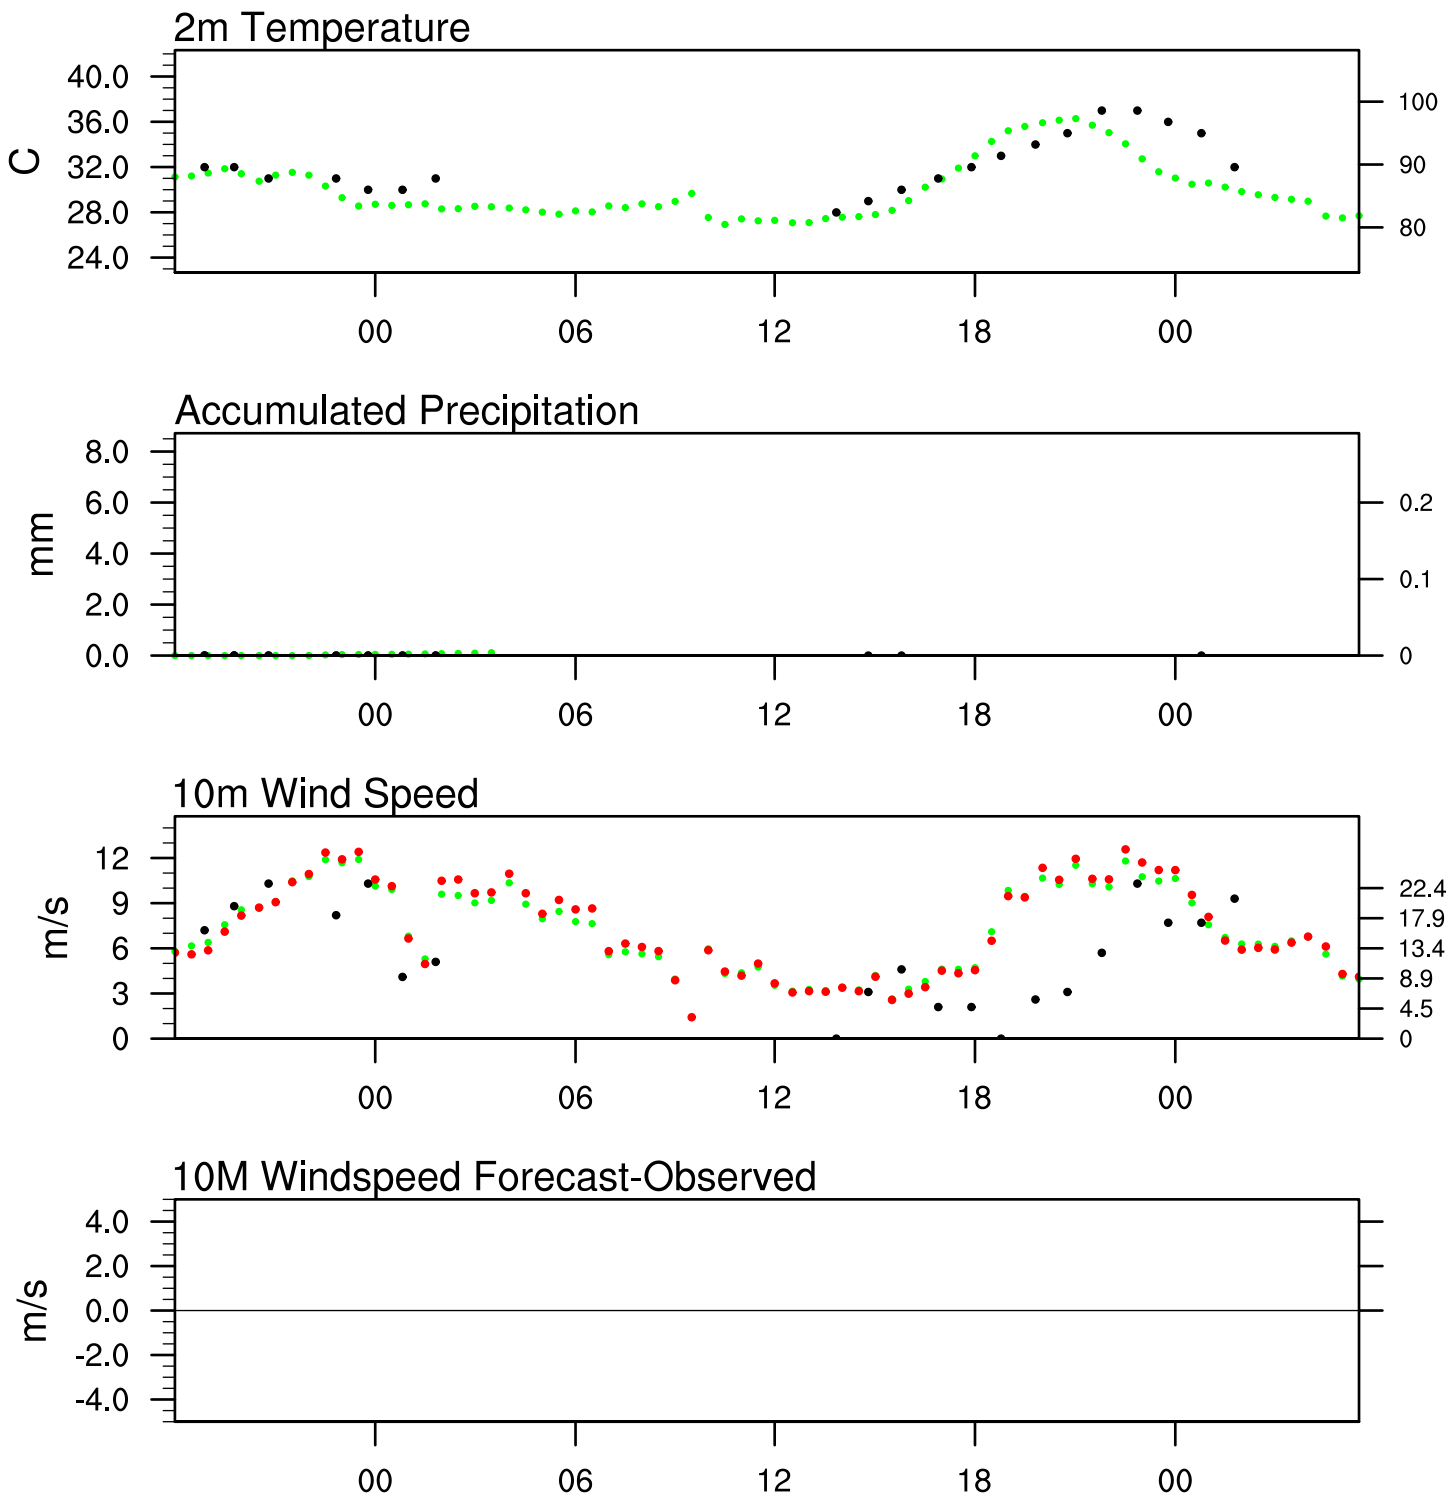 2m Temperature
40.0
36.0
32.0
28.0
24.0
C
100
90
80
00 06 12 18 00
Accumulated Precipitation
8.0
6.0
4.0
2.0
0.0
mm
0.2
0.1
0
00 06 12 18 00
10m Wind Speed
12
9
6
3
0
m/s
22.4
17.9
13.4
8.9
4.5
0
00 06 12 18 00
10M Windspeed Forecast-Observed
4.0
2.0
0.0
-2.0
-4.0
m/s
00 06 12 18 00